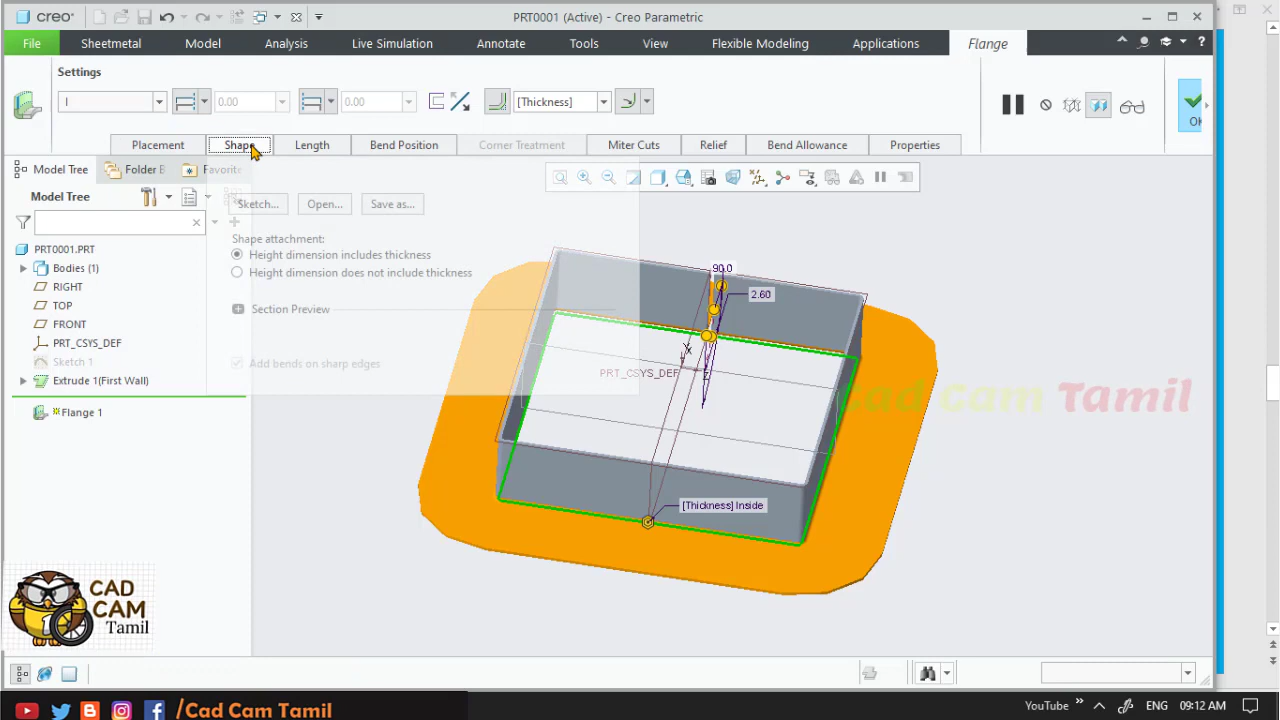 creo
PRT0001 (Active) - Creo Parametric
File
Sheetmetal
Model
Analysis
Live Simulation
Annotate
Tools
View
Flexible Modeling
Applications
Flange
Settings
I
0.00
0.00
[Thickness]
OK
Placement
Shape
Length
Bend Position
Corner Treatment
Miter Cuts
Relief
Bend Allowance
Properties
Model Tree
Folder B
Favorite
Model Tree
Sketch...
Open...
Save as...
Shape attachment:
Height dimension includes thickness
Height dimension does not include thickness
Section Preview
Add bends on sharp edges
PRT0001.PRT
Bodies (1)
RIGHT
TOP
FRONT
PRT_CSYS_DEF
Sketch 1
Extrude 1(First Wall)
Flange 1
90.0
2.60
PRT_CSYS_DEF
[Thickness] Inside
Cad Cam Tamil
CAD
CAM
Tamil
/Cad Cam Tamil
YouTube
ENG
09:12 AM